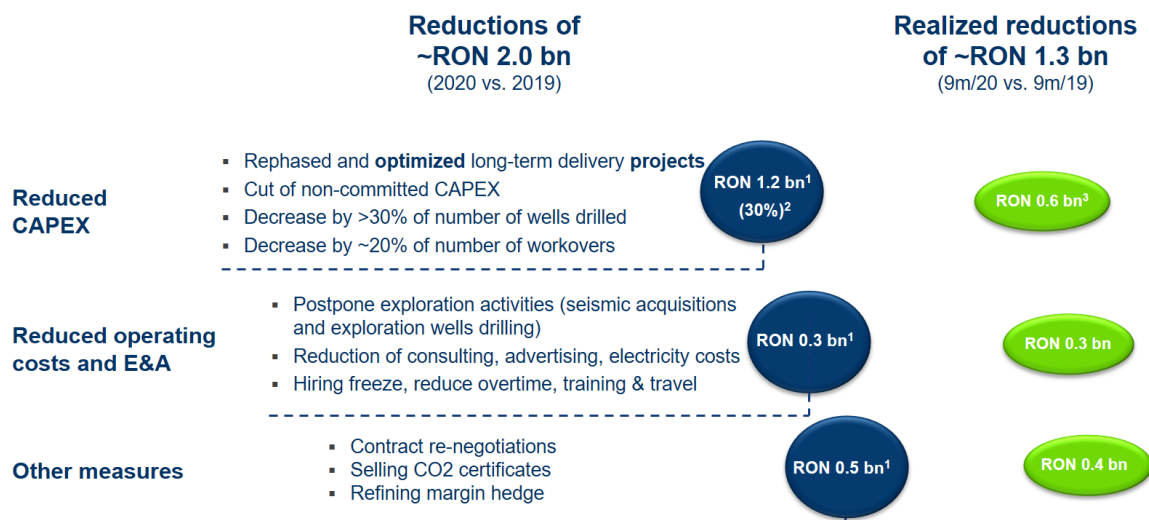 Reductions of
~RON 2.0 bn
(2020 vs. 2019)
Realized reductions
of ~RON 1.3 bn
(9m/20 vs. 9m/19)
Reduced
CAPEX
▪ Rephased and optimized long-term delivery projects
▪ Cut of non-committed CAPEX
▪ Decrease by >30% of number of wells drilled
▪ Decrease by ~20% of number of workovers
RON 1.2 bn¹
(30%)²
RON 0.6 bn³
Reduced operating
costs and E&A
▪ Postpone exploration activities (seismic acquisitions
and exploration wells drilling)
▪ Reduction of consulting, advertising, electricity costs
▪ Hiring freeze, reduce overtime, training & travel
RON 0.3 bn¹
RON 0.3 bn
Other measures
▪ Contract re-negotiations
▪ Selling CO2 certificates
▪ Refining margin hedge
RON 0.5 bn¹
RON 0.4 bn